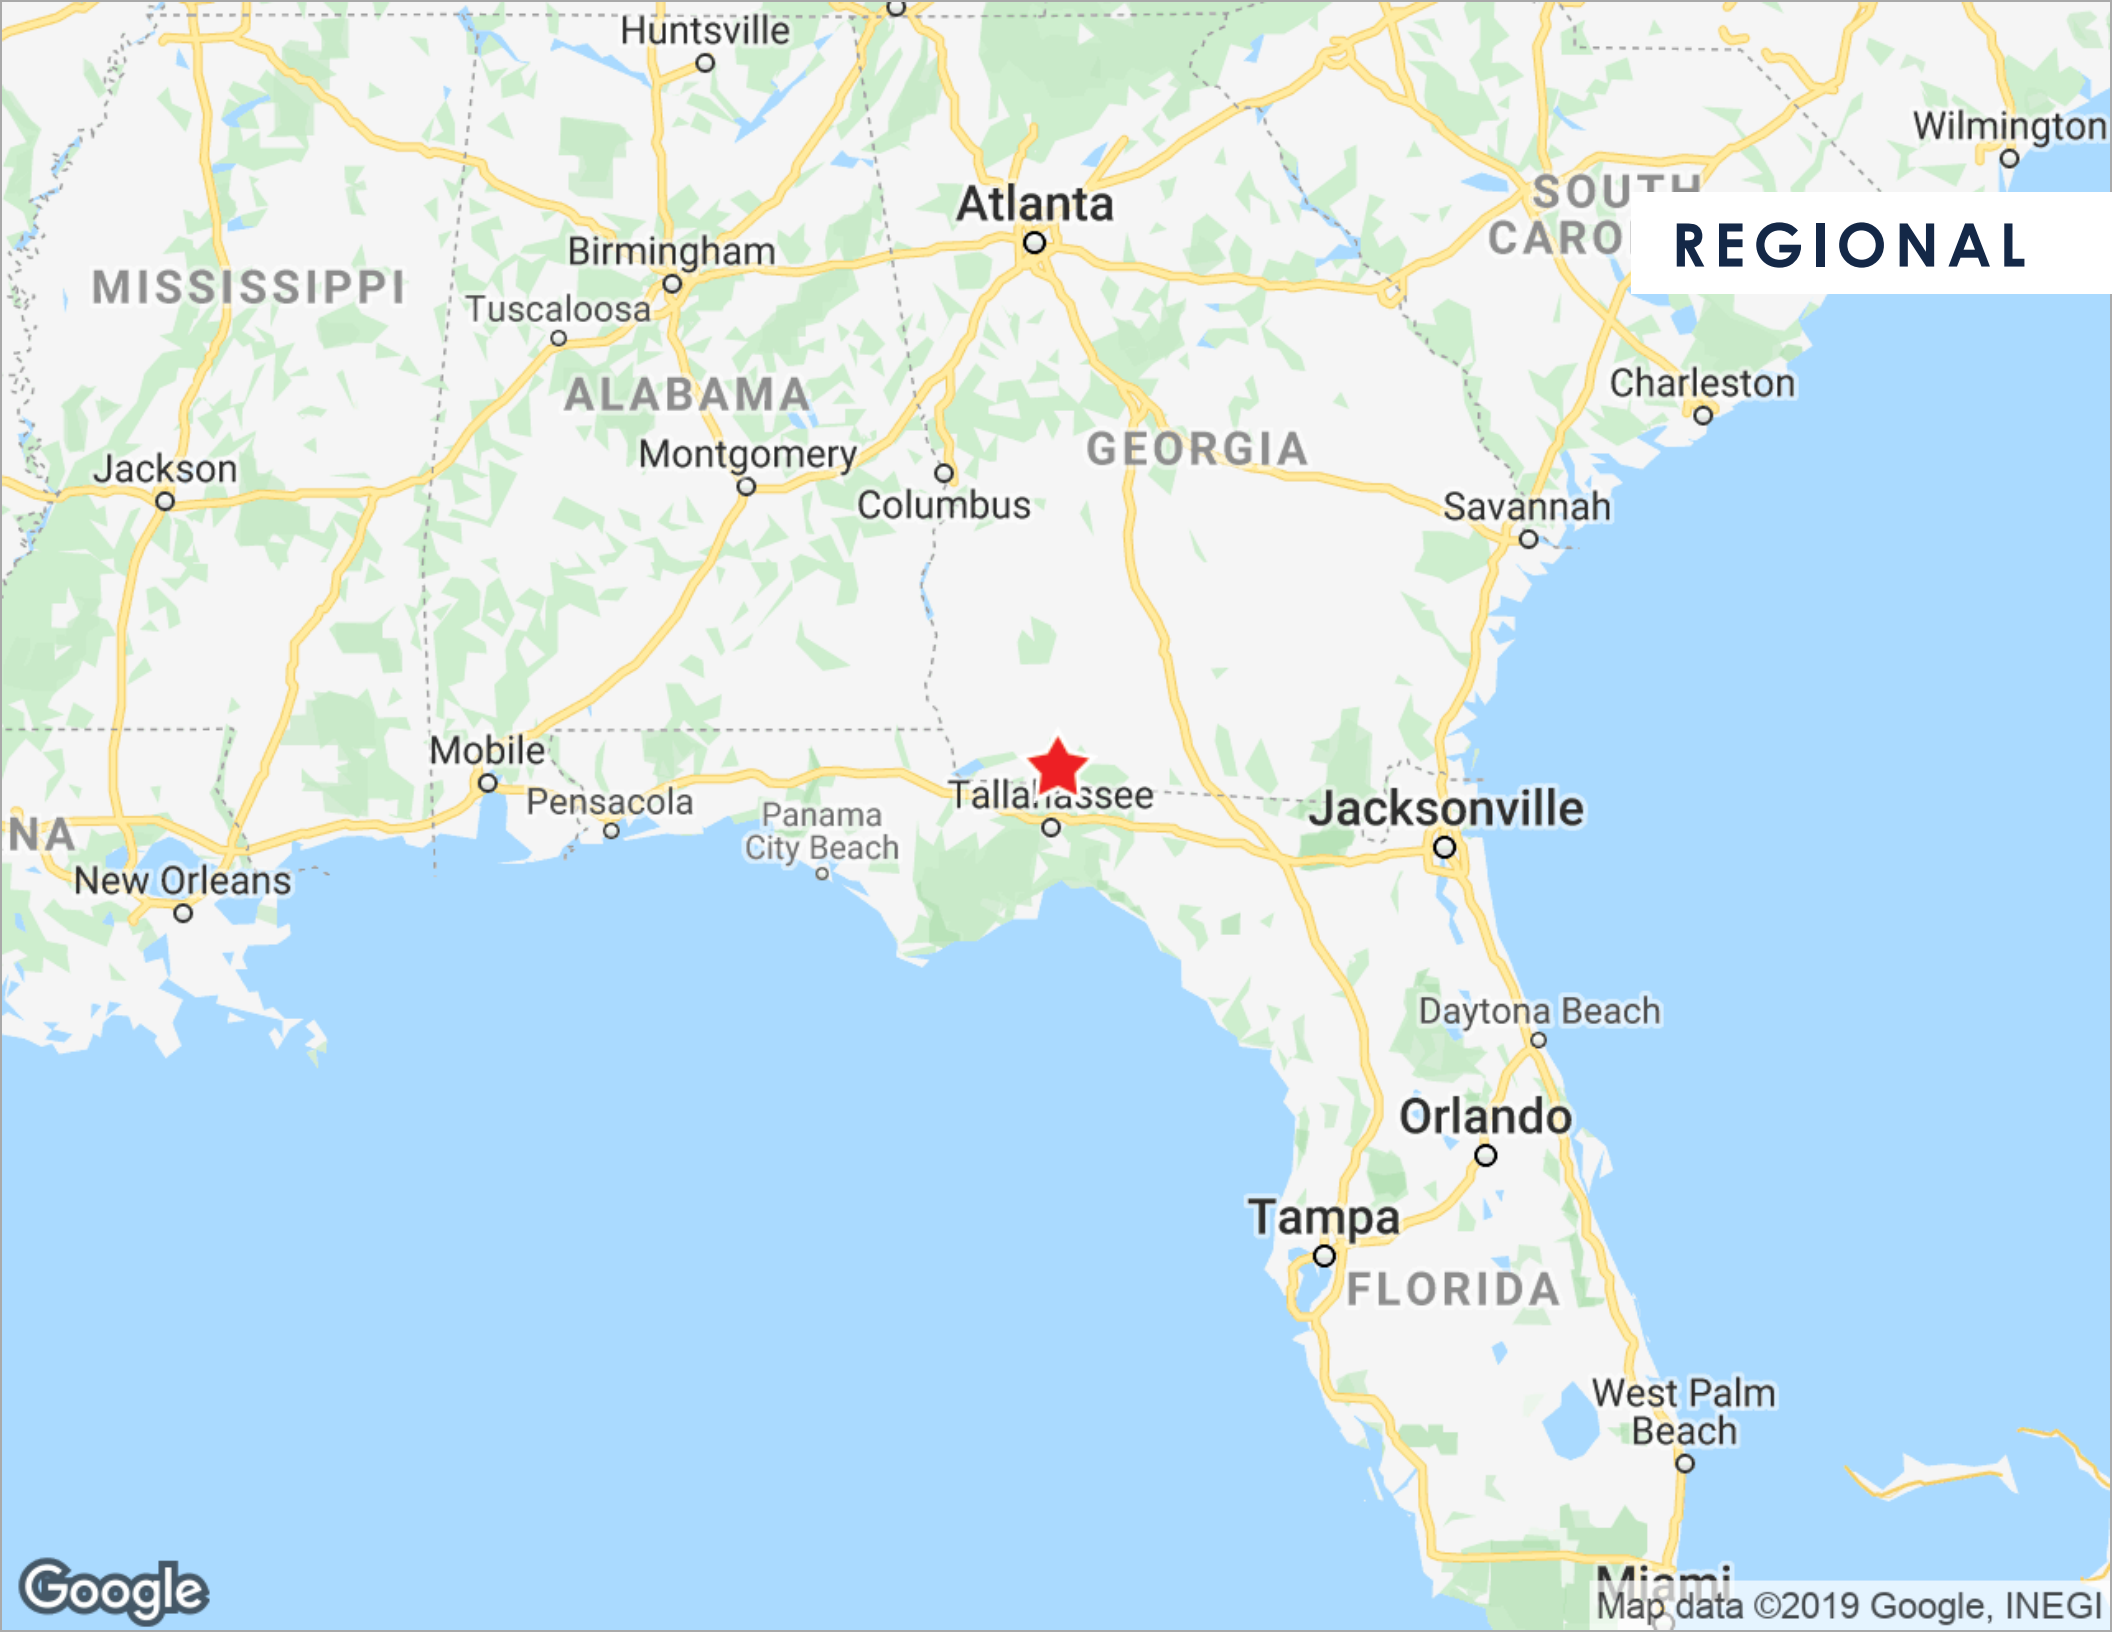 Huntsville
Wilmington
Atlanta
SOUTH
CARO
REGIONAL
Birmingham
MISSISSIPPI
Tuscaloosa
ALABAMA
Charleston
GEORGIA
Montgomery
Jackson
Columbus
Savannah
Mobile
Tallahassee
Pensacola
Panama
City Beach
Jacksonville
NA
New Orleans
Daytona Beach
Orlando
Tampa
FLORIDA
West Palm
Beach
Miami
Google
Map data ©2019 Google, INEGI